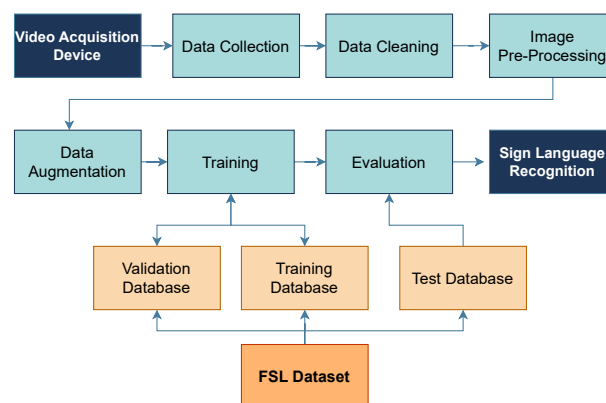 Video Acquisition
Device
Data Collection
Data Cleaning
Image
Pre-Processing
Data
Augmentation
Training
Evaluation
Sign Language
Recognition
Validation
Database
Training
Database
Test Database
FSL Dataset